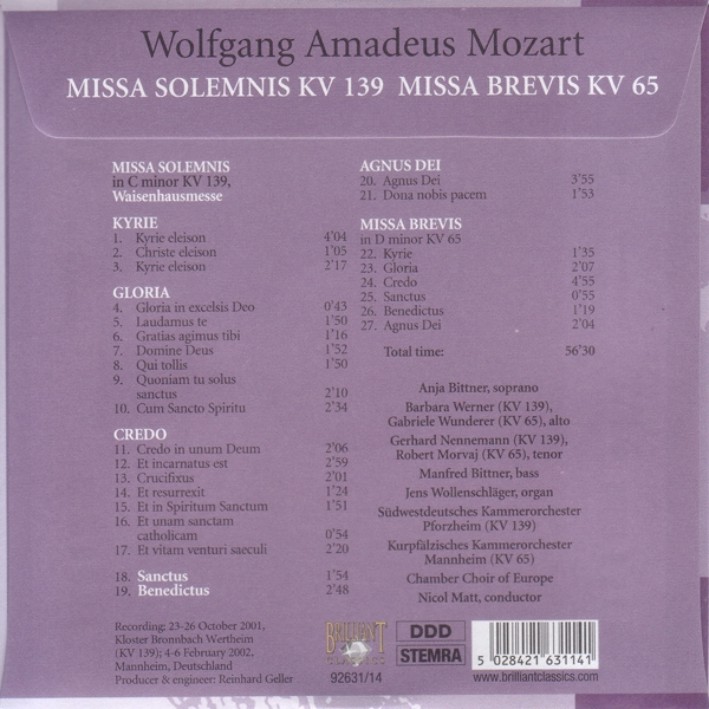 Wolfgang Amadeus Mozart
MISSA SOLEMNIS KV 139 MISSA BREVIS KV 65
MISSA SOLEMNIS
in C minor KV 139,
Waisenhausmesse
KYRIE
1. Kyrie eleison 4'04
2. Christe eleison 1'05
3. Kyrie eleison 2'17
GLORIA
4. Gloria in excelsis Deo 0'43
5. Laudamus te 1'50
6. Gratias agimus tibi 1'16
7. Domine Deus 1'52
8. Qui tollis 1'50
9. Quoniam tu solus
sanctus 2'10
10. Cum Sancto Spiritu 2'34
CREDO
11. Credo in unum Deum 2'06
12. Et incarnatus est 2'59
13. Crucifixus 2'01
14. Et resurrexit 1'24
15. Et in Spiritum Sanctum 1'51
16. Et unam sanctam
catholicam 0'54
17. Et vitam venturi saeculi 2'20
18. Sanctus 1'54
19. Benedictus 2'48
Recording: 23-26 October 2001,
Kloster Bronnbach Wertheim
(KV 139); 4-6 February 2002,
Mannheim, Deutschland
Producer & engineer: Reinhard Geller
AGNUS DEI
20. Agnus Dei 3'55
21. Dona nobis pacem 1'53
MISSA BREVIS
in D minor KV 65
22. Kyrie 1'35
23. Gloria 2'07
24. Credo 4'55
25. Sanctus 0'55
26. Benedictus 1'19
27. Agnus Dei 2'04
Total time: 56'30
Anja Bittner, soprano
Barbara Werner (KV 139),
Gabriele Wunderer (KV 65), alto
Gerhard Nennemann (KV 139),
Robert Morvaj (KV 65), tenor
Manfred Bittner, bass
Jens Wollenschläger, organ
Südwestdeutsches Kammerorchester
Pforzheim (KV 139)
Kurpfälzisches Kammerorchester
Mannheim (KV 65)
Chamber Choir of Europe
Nicol Matt, conductor
BRILLIANT
CLASSICS
92631/14
DDD
STEMRA
5 028421 631141
www.brilliantclassics.com